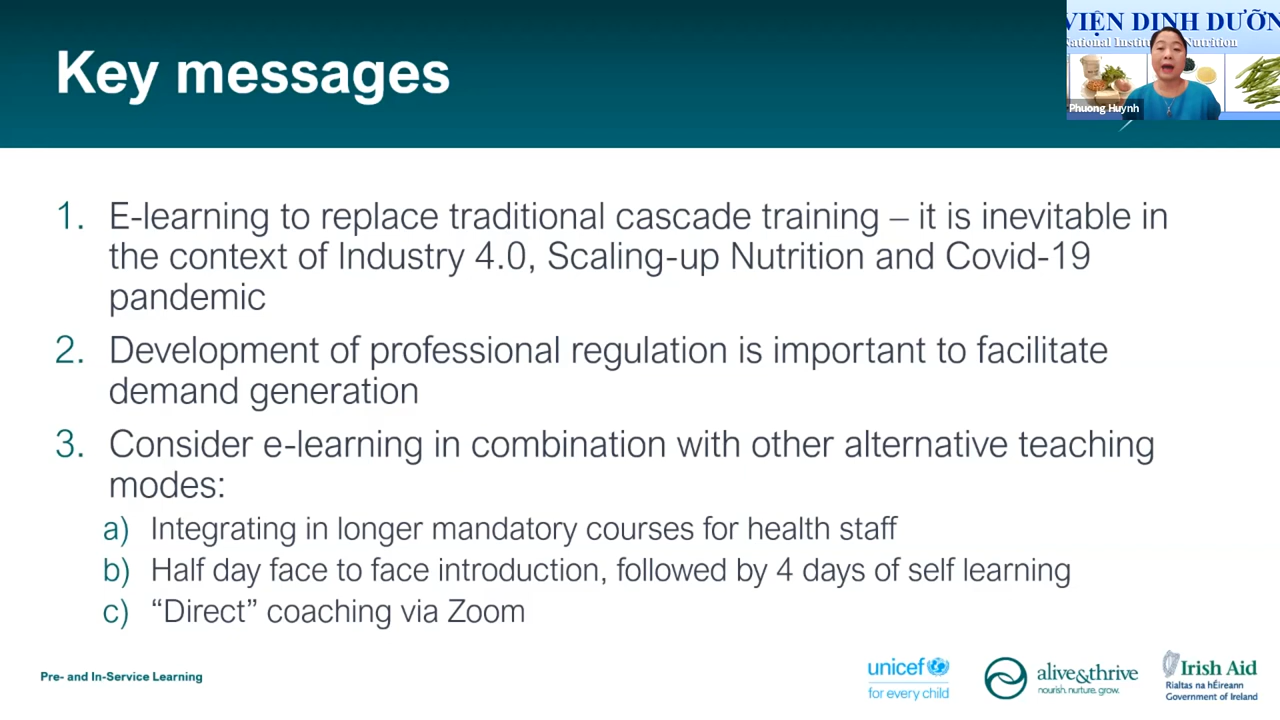 Key messages
VIỆN DINH DƯỠN
National Instit Nutrition
Phuong Huynh
1. E-learning to replace traditional cascade training – it is inevitable in
the context of Industry 4.0, Scaling-up Nutrition and Covid-19
pandemic
2. Development of professional regulation is important to facilitate
demand generation
3. Consider e-learning in combination with other alternative teaching
modes:
a) Integrating in longer mandatory courses for health staff
b) Half day face to face introduction, followed by 4 days of self learning
c) “Direct” coaching via Zoom
Pre- and In-Service Learning
unicef
for every child
alive&thrive
nourish. nurture. grow.
Irish Aid
Rialtas na hÉireann
Government of Ireland